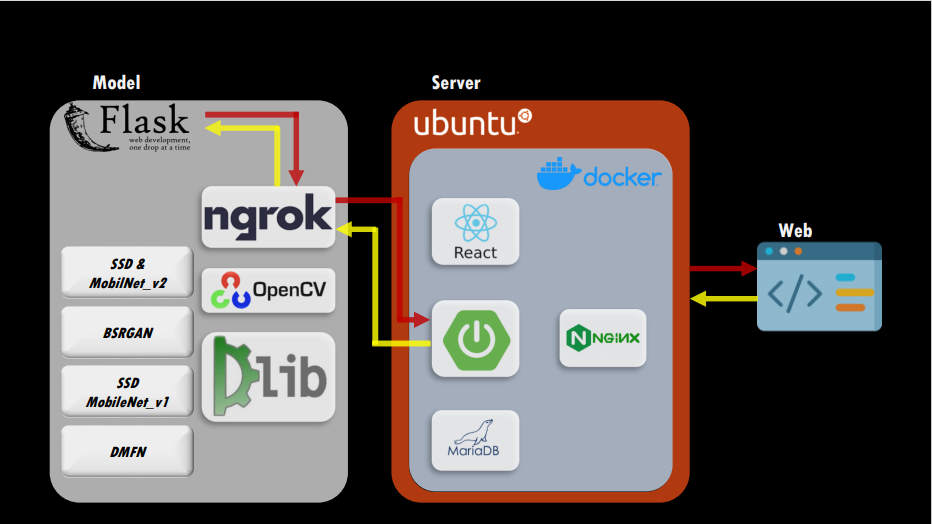 Model
Flask
web development,
one drop at a time
ngrok
SSD &
MobilNet_v2
OpenCV
BSRGAN
Dlib
SSD
MobileNet_v1
DMFN
Server
ubuntu
docker
React
NGINX
MariaDB
Web
</>